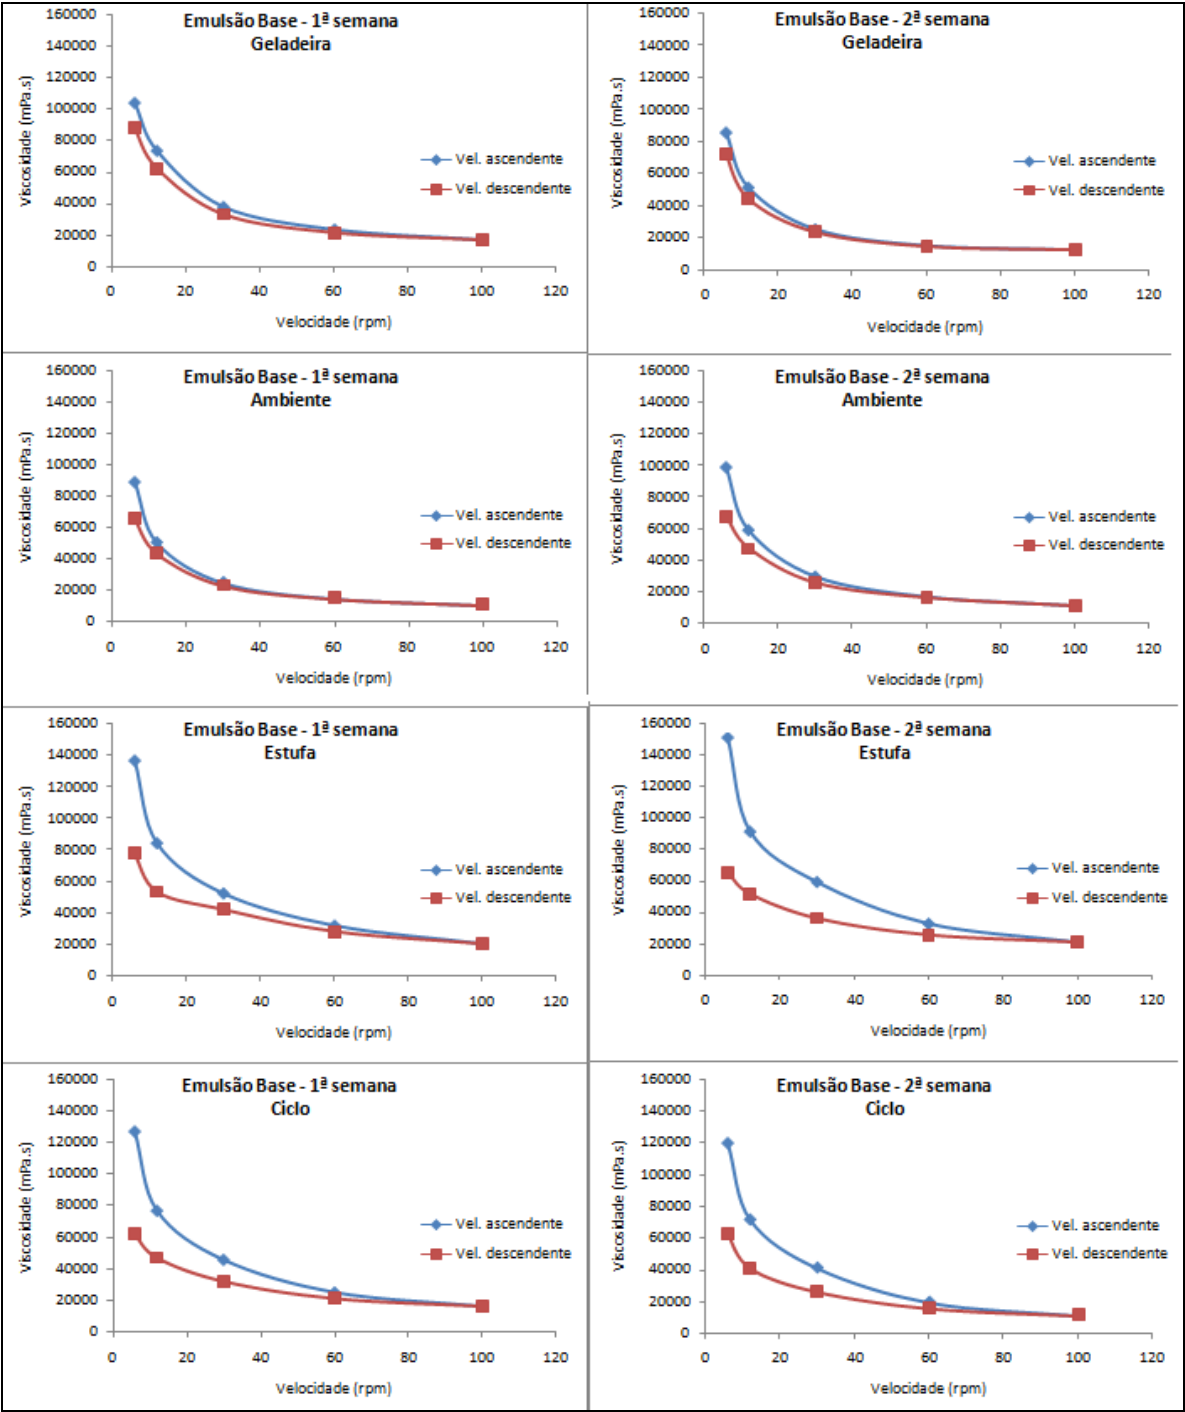 Emulsão Base - 1ª semana
Geladeira
Viscosidade (mPa.s)
160000
140000
120000
100000
80000
60000
40000
20000
0
0 20 40 60 80 100 120
Velocidade (rpm)
Vel. ascendente
Vel. descendente
Emulsão Base - 2ª semana
Geladeira
Viscosidade (mPa.s)
160000
140000
120000
100000
80000
60000
40000
20000
0
0 20 40 60 80 100 120
Velocidade (rpm)
Vel. ascendente
Vel. descendente
Emulsão Base - 1ª semana
Ambiente
Viscosidade (mPa.s)
160000
140000
120000
100000
80000
60000
40000
20000
0
0 20 40 60 80 100 120
Velocidade (rpm)
Vel. ascendente
Vel. descendente
Emulsão Base - 2ª semana
Ambiente
Viscosidade (mPa.s)
160000
140000
120000
100000
80000
60000
40000
20000
0
0 20 40 60 80 100 120
Velocidade (rpm)
Vel. ascendente
Vel. descendente
Emulsão Base - 1ª semana
Estufa
Viscosidade (mPa.s)
160000
140000
120000
100000
80000
60000
40000
20000
0
0 20 40 60 80 100 120
Velocidade (rpm)
Vel. ascendente
Vel. descendente
Emulsão Base - 2ª semana
Estufa
Viscosidade (mPa.s)
160000
140000
120000
100000
80000
60000
40000
20000
0
0 20 40 60 80 100 120
Velocidade (rpm)
Vel. ascendente
Vel. descendente
Emulsão Base - 1ª semana
Ciclo
Viscosidade (mPa.s)
160000
140000
120000
100000
80000
60000
40000
20000
0
0 20 40 60 80 100 120
Velocidade (rpm)
Vel. ascendente
Vel. descendente
Emulsão Base - 2ª semana
Ciclo
Viscosidade (mPa.s)
160000
140000
120000
100000
80000
60000
40000
20000
0
0 20 40 60 80 100 120
Velocidade (rpm)
Vel. ascendente
Vel. descendente